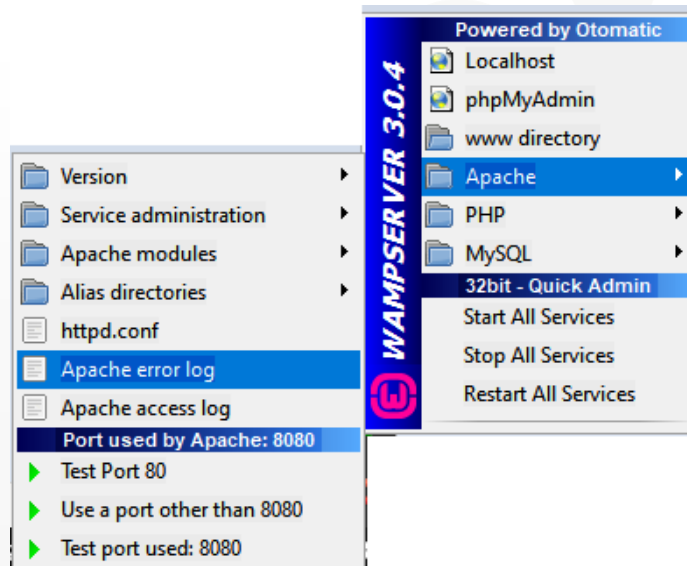 Powered by Otomatic
Localhost
phpMyAdmin
www directory
Apache
PHP
MySQL
32bit - Quick Admin
Start All Services
Stop All Services
Restart All Services
WAMPSERVER 3.0.4
Version
Service administration
Apache modules
Alias directories
httpd.conf
Apache error log
Apache access log
Port used by Apache: 8080
Test Port 80
Use a port other than 8080
Test port used: 8080